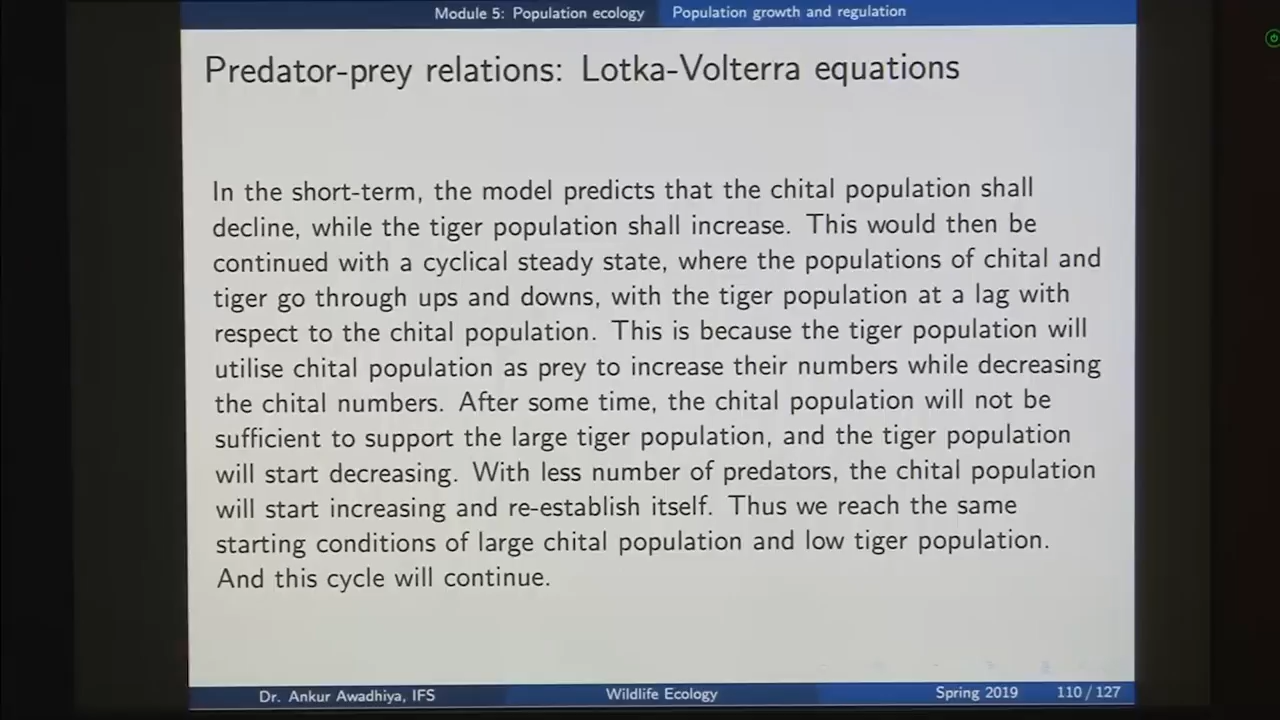 Module 5: Population ecology Population growth and regulation
Predator-prey relations: Lotka-Volterra equations
In the short-term, the model predicts that the chital population shall
decline, while the tiger population shall increase. This would then be
continued with a cyclical steady state, where the populations of chital and
tiger go through ups and downs, with the tiger population at a lag with
respect to the chital population. This is because the tiger population will
utilise chital population as prey to increase their numbers while decreasing
the chital numbers. After some time, the chital population will not be
sufficient to support the large tiger population, and the tiger population
will start decreasing. With less number of predators, the chital population
will start increasing and re-establish itself. Thus we reach the same
starting conditions of large chital population and low tiger population.
And this cycle will continue.
Dr. Ankur Awadhiya, IFS Wildlife Ecology Spring 2019 110 / 127